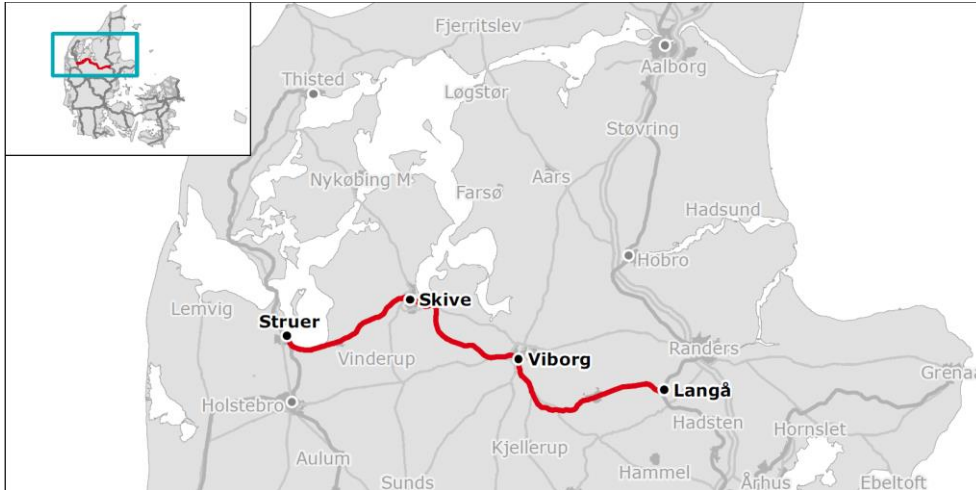 Fjerritslev
Aalborg
Thisted
Løgstør
Støvring
Nykøbing M
Farsø
Aars
Hadsund
Hobro
Lemvig
Skive
Struer
Vinderup
Viborg
Randers
Grenaa
Langå
Holstebro
Hadsten
Hornslet
Kjellerup
Aulum
Hammel
Sunds
Århus
Ebeltoft